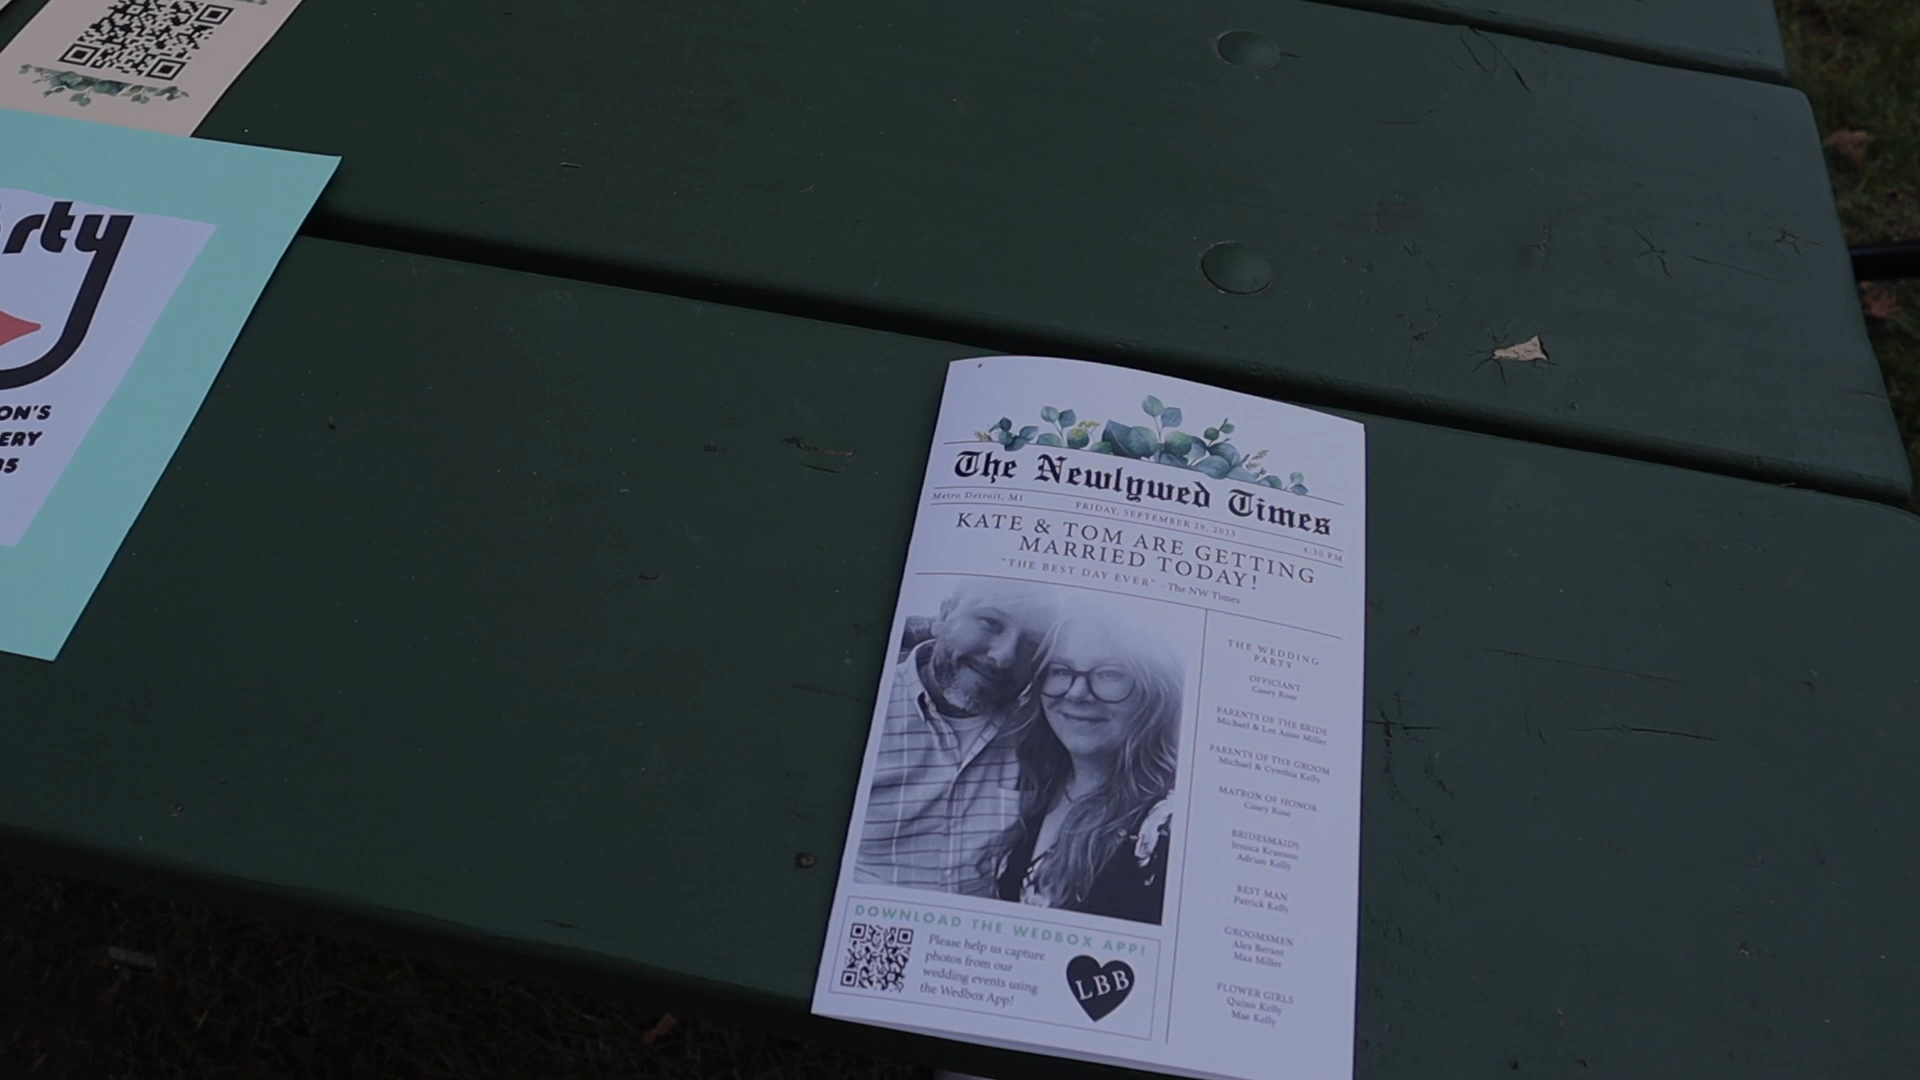 rty
ON'S
ERY
The Newlywed Times
Metro Detroit, MI
FRIDAY, SEPTEMBER 29, 2023
4:30 PM
KATE & TOM ARE GETTING
MARRIED TODAY!
"THE BEST DAY EVER" - The NW Times
THE WEDDING
PARTY
OFFICIANT
Casey Rose
PARENTS OF THE BRIDE
Michael & Lee Anne Miller
PARENTS OF THE GROOM
Michael & Cynthia Kelly
MATRON OF HONOR
Casey Rose
BRIDESMAIDS
Jessica
Adrian Kelly
BEST MAN
Patrick Kelly
GROOMSMEN
Alex
Max Miller
FLOWER GIRLS
Quinn Kelly
Mae Kelly
DOWNLOAD THE WEDBOX APP!
Please help us capture
photos from our
wedding events using
the Wedbox App!
LBB